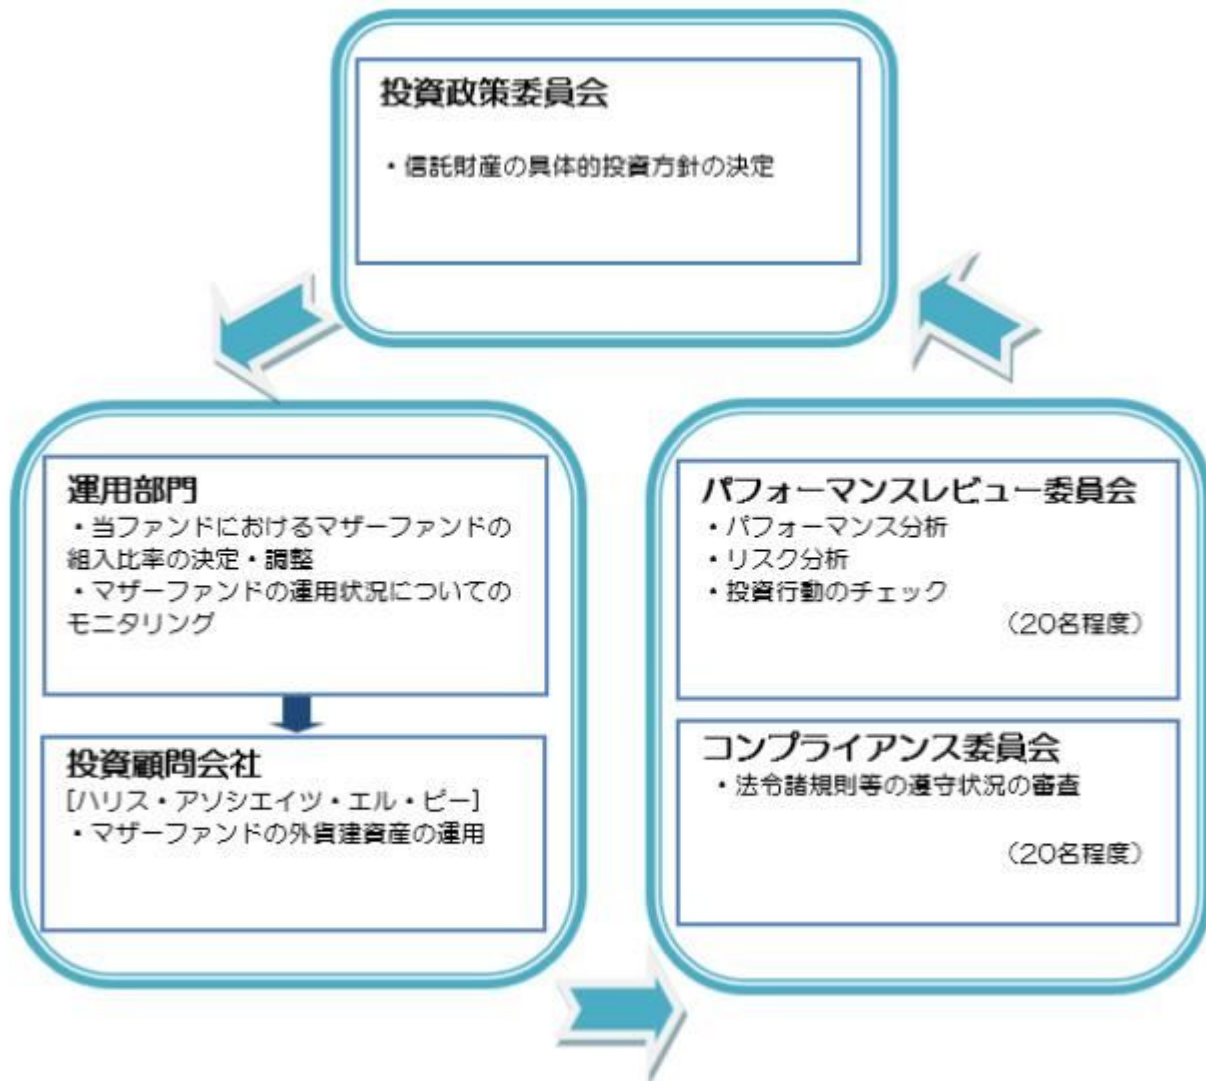 投資政策委員会
・信託財産の具体的投資方針の決定
運用部門
・当ファンドにおけるマザーファンドの
組入比率の決定・調整
・マザーファンドの運用状況についての
モニタリング
投資顧問会社
[ハリス・アソシエイツ・エル・ピー]
・マザーファンドの外貨建資産の運用
パフォーマンスレビュー委員会
・パフォーマンス分析
・リスク分析
・投資行動のチェック
（20名程度）
コンプライアンス委員会
・法令諸規則等の遵守状況の審査
（20名程度）